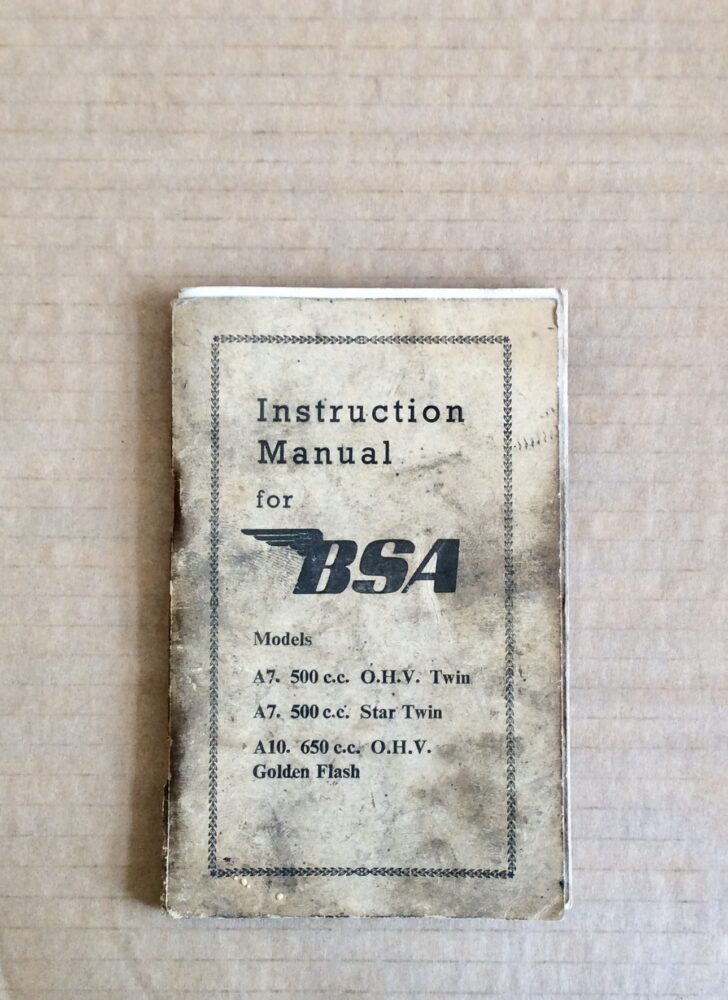 Instruction
Manual
for
BSA
Models
A7. 500 c.c. O.H.V. Twin
A7. 500 c.c. Star Twin
A10. 650 c.c. O.H.V.
Golden Flash